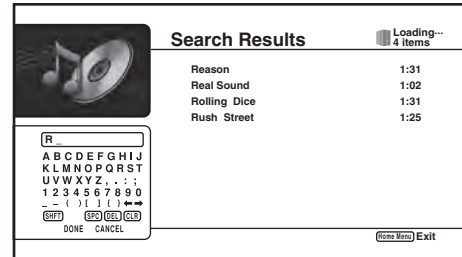 Search Results
Loading...
4 items
Reason 1:31
Real Sound 1:02
Rolling Dice 1:31
Rush Street 1:25
R _
A B C D E F G H I J
K L M N O P Q R S T
U V W X Y Z , . : ;
1 2 3 4 5 6 7 8 9 0
_ – ( ) [ ] { } ← →
SHFT SPC DEL CLR
DONE CANCEL
Home Menu Exit